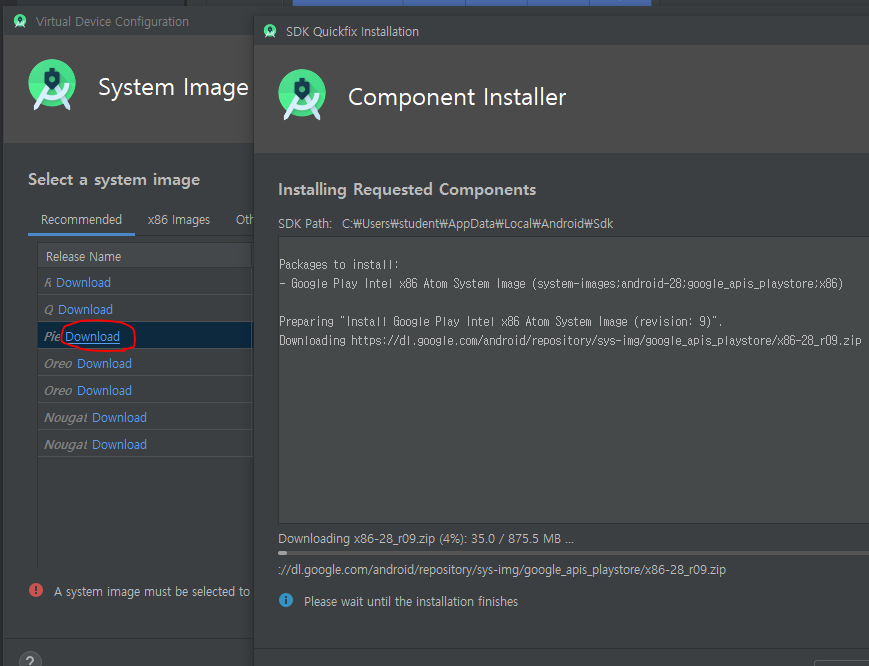 Virtual Device Configuration
System Image
Select a system image
Recommended x86 Images Oth
Release Name
R Download
Q Download
Pie Download
Oreo Download
Oreo Download
Nougat Download
Nougat Download
A system image must be selected to
?
SDK Quickfix Installation
Component Installer
Installing Requested Components
SDK Path: C:₩Users₩student₩AppData₩Local₩Android₩Sdk
Packages to install:
- Google Play Intel x86 Atom System Image (system-images;android-28;google_apis_playstore;x86)
Preparing "Install Google Play Intel x86 Atom System Image (revision: 9)".
Downloading https://dl.google.com/android/repository/sys-img/google_apis_playstore/x86-28_r09.zip
Downloading x86-28_r09.zip (4%): 35.0 / 875.5 MB ...
://dl.google.com/android/repository/sys-img/google_apis_playstore/x86-28_r09.zip
Please wait until the installation finishes